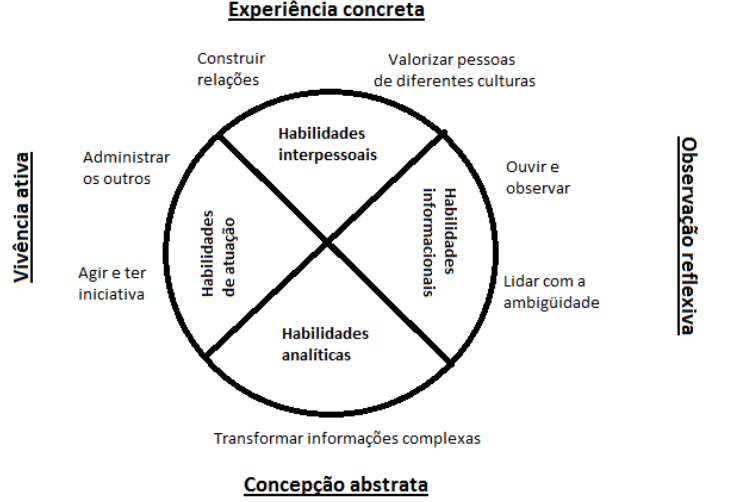 Experiência concreta
Construir
relações
Valorizar pessoas
de diferentes culturas
Habilidades
interpessoais
Administrar
os outros
Ouvir e
observar
Vivência ativa
Habilidades
de atuação
Habilidades
informacionais
Observação reflexiva
Agir e ter
iniciativa
Lidar com a
ambigüidade
Habilidades
analíticas
Transformar informações complexas
Concepção abstrata